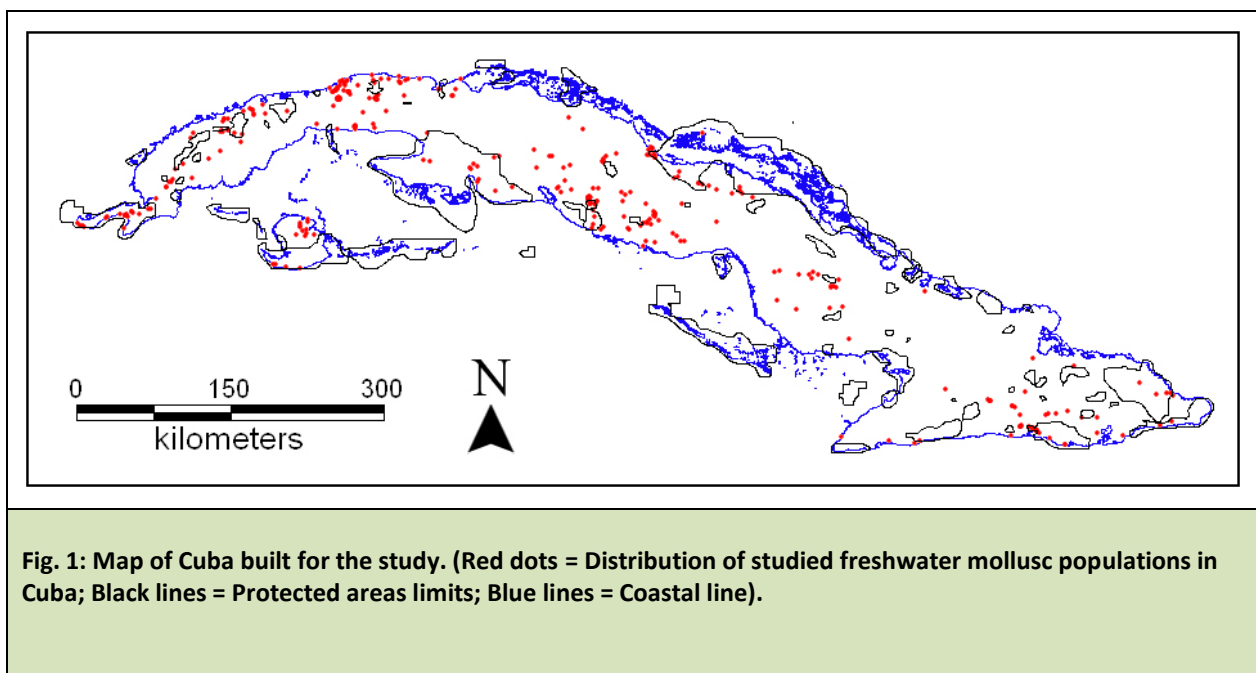 N
0 150 300
kilometers
Fig. 1: Map of Cuba built for the study. (Red dots = Distribution of studied freshwater mollusc populations in
Cuba; Black lines = Protected areas limits; Blue lines = Coastal line).